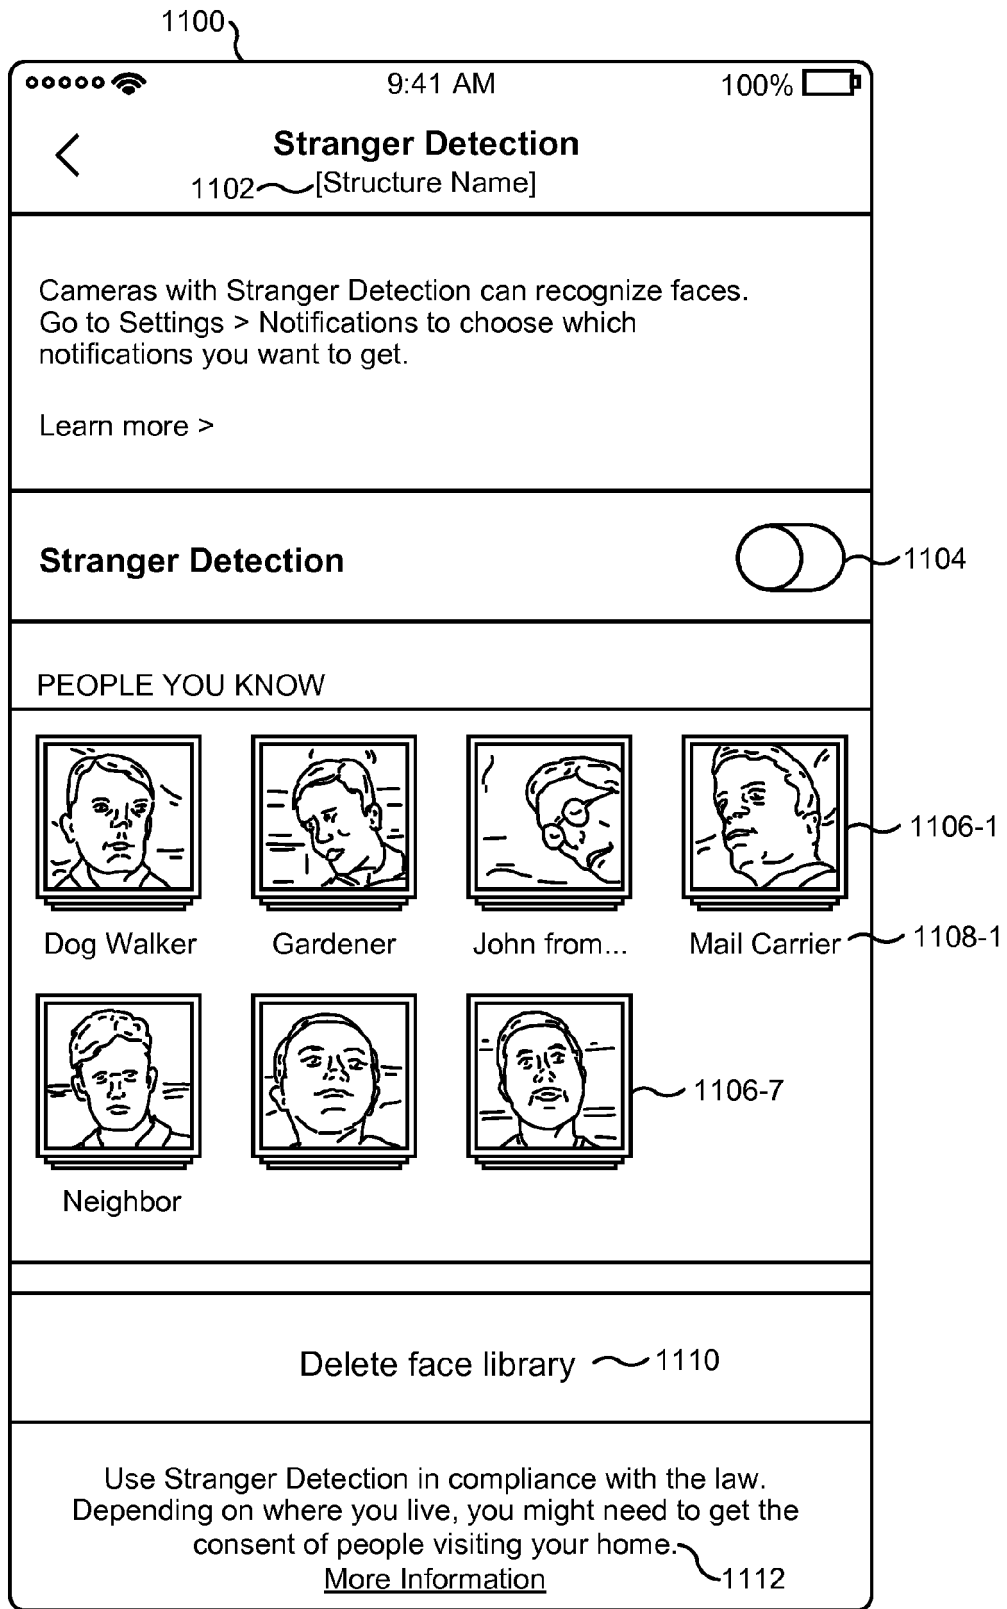 1100
9:41 AM 100%
Stranger Detection
1102 [Structure Name]
Cameras with Stranger Detection can recognize faces.
Go to Settings > Notifications to choose which
notifications you want to get.
Learn more >
Stranger Detection 1104
PEOPLE YOU KNOW
1106-1
Dog Walker Gardener John from... Mail Carrier 1108-1
1106-7
Neighbor
Delete face library 1110
Use Stranger Detection in compliance with the law.
Depending on where you live, you might need to get the
consent of people visiting your home.
More Information 1112